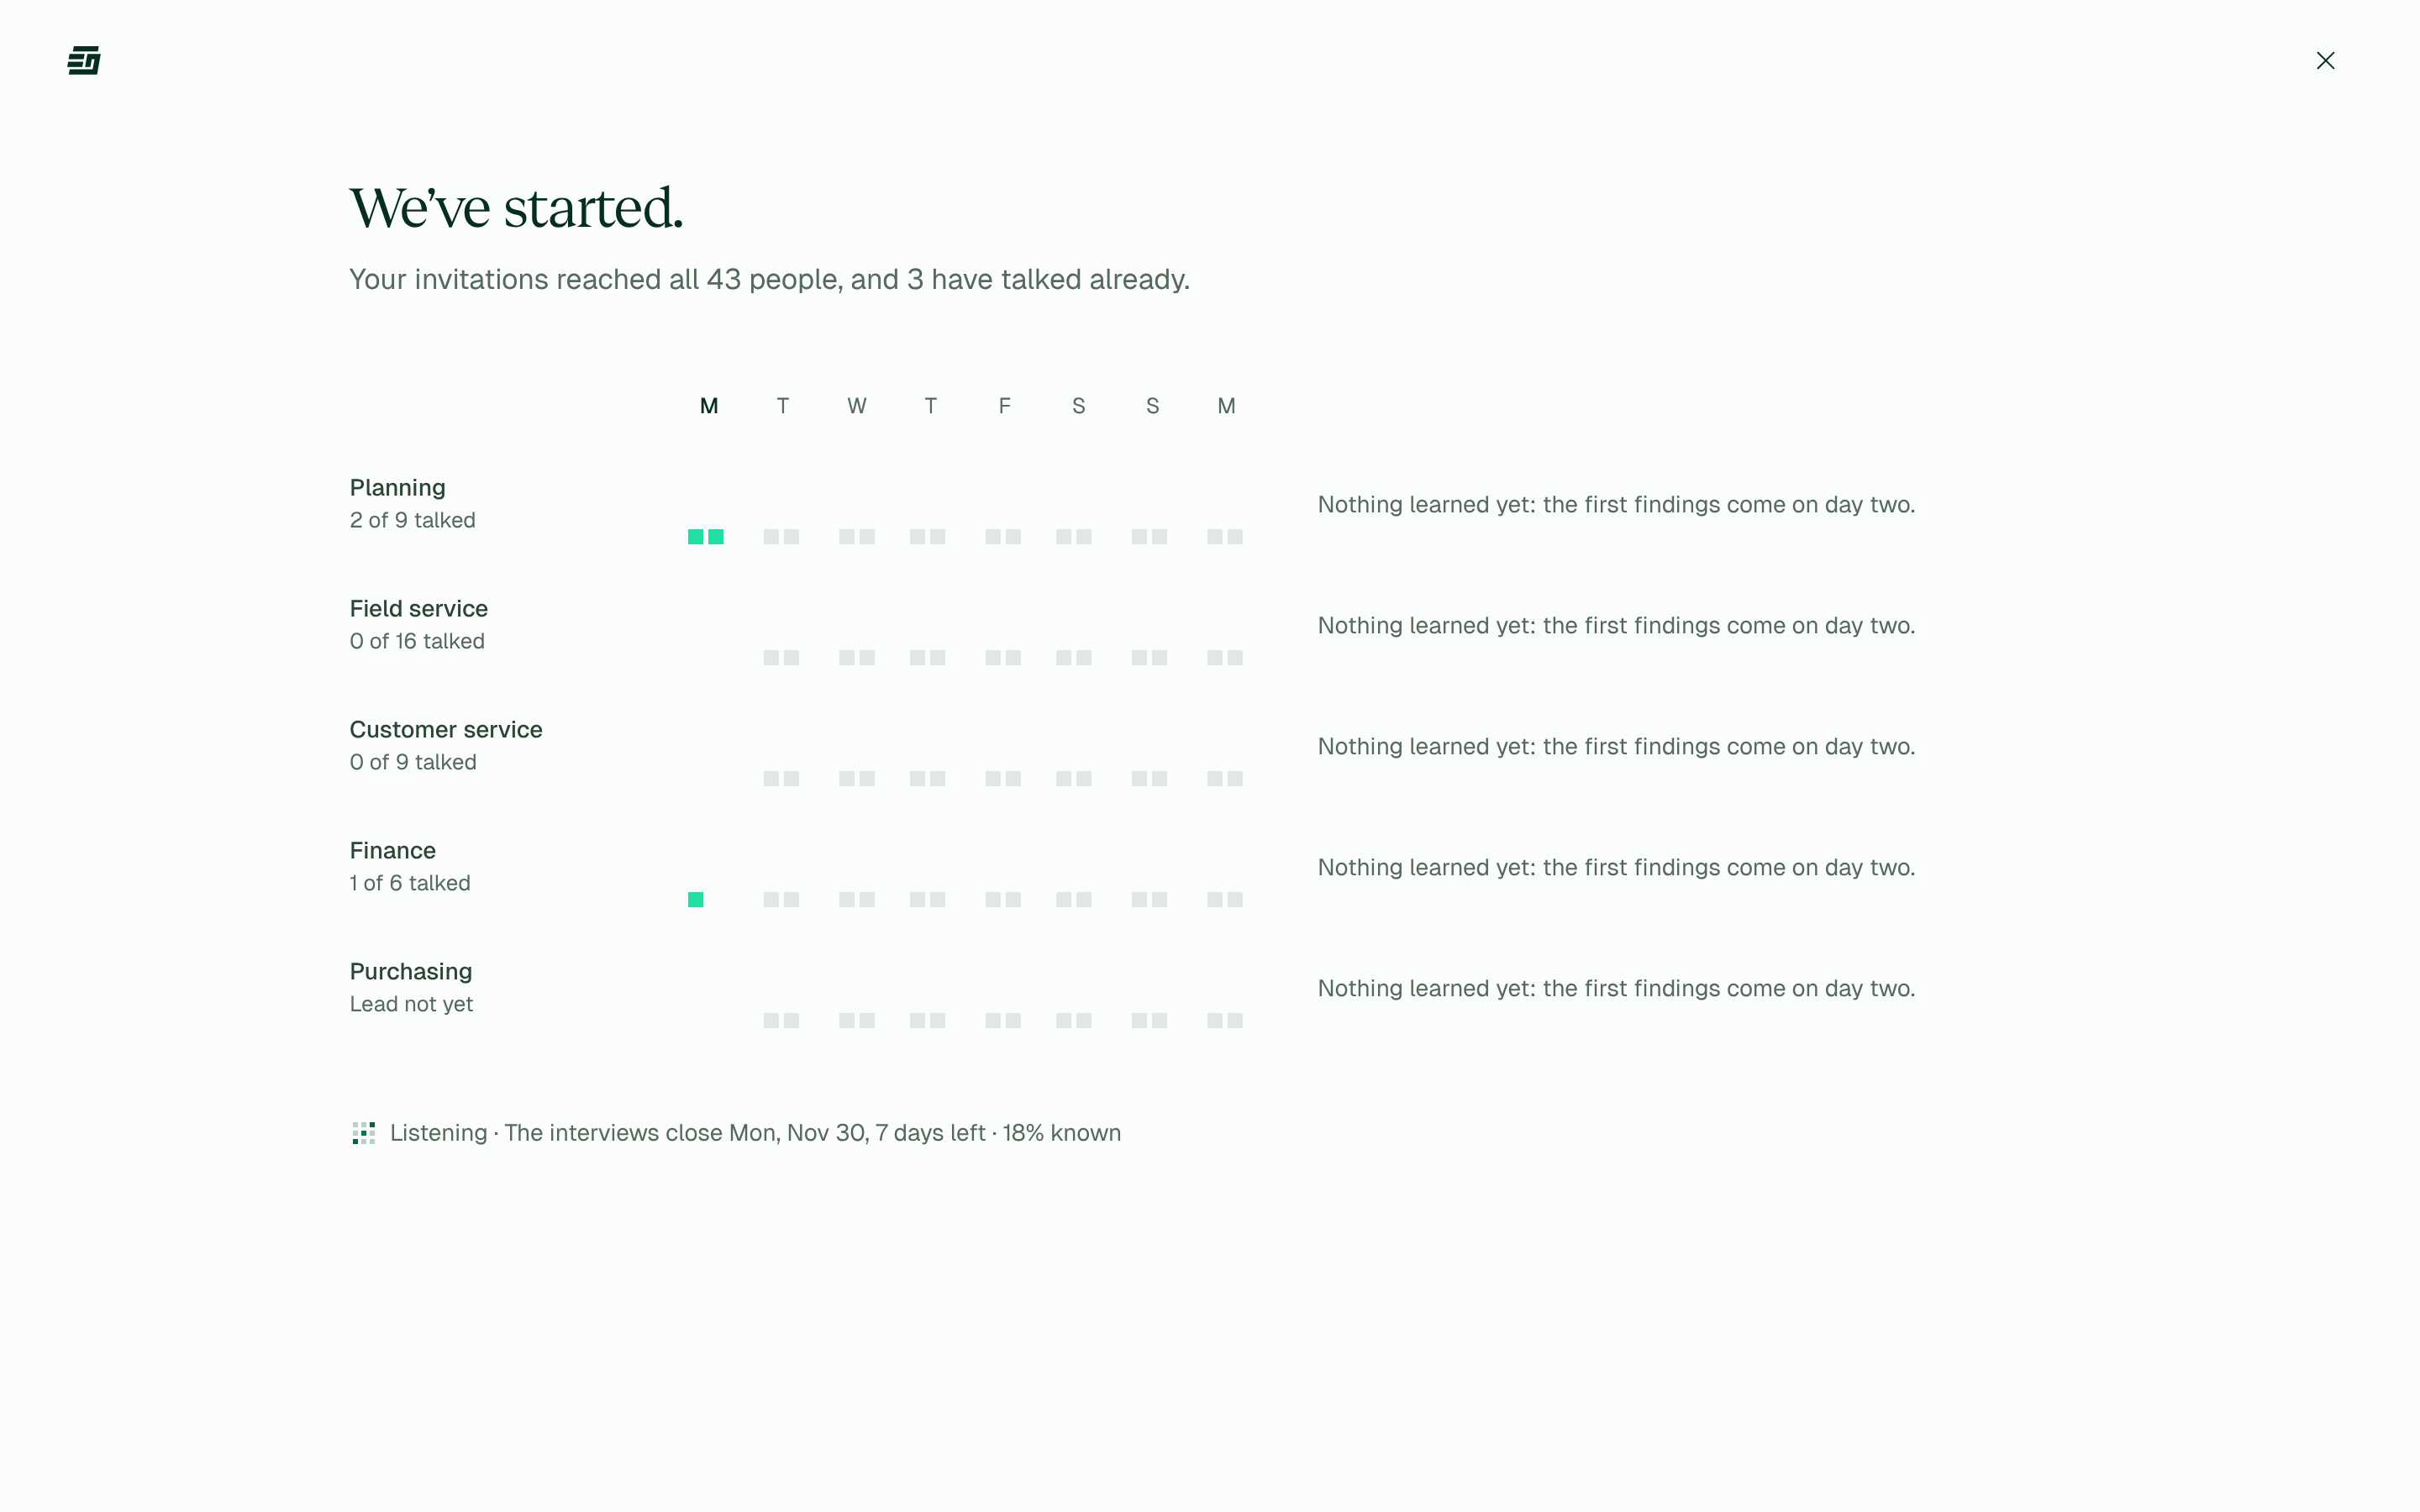 We've started.
Your invitations reached all 43 people, and 3 have talked already.
M T W T F S S M
Planning
2 of 9 talked
Nothing learned yet: the first findings come on day two.
Field service
0 of 16 talked
Nothing learned yet: the first findings come on day two.
Customer service
0 of 9 talked
Nothing learned yet: the first findings come on day two.
Finance
1 of 6 talked
Nothing learned yet: the first findings come on day two.
Purchasing
Lead not yet
Nothing learned yet: the first findings come on day two.
Listening · The interviews close Mon, Nov 30, 7 days left · 18% known